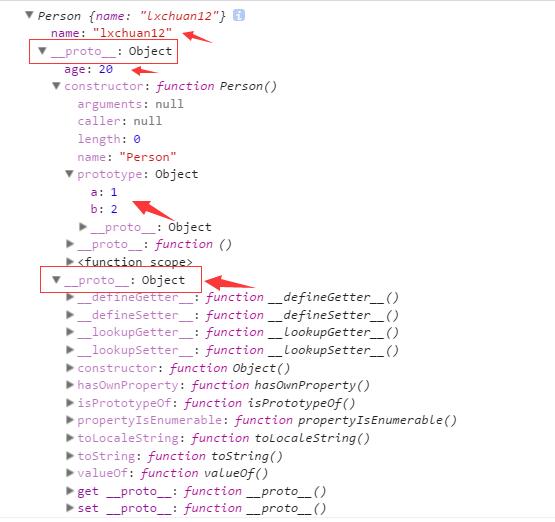 Person {name: "lxchuan12"} i
name: "lxchuan12"
__proto__: Object
age: 20
constructor: function Person()
arguments: null
caller: null
length: 0
name: "Person"
prototype: Object
a: 1
b: 2
__proto__: Object
__proto__: function ()
<function scope>
__proto__: Object
__defineGetter__: function __defineGetter__()
__defineSetter__: function __defineSetter__()
__lookupGetter__: function __lookupGetter__()
__lookupSetter__: function __lookupSetter__()
constructor: function Object()
hasOwnProperty: function hasOwnProperty()
isPrototypeOf: function isPrototypeOf()
propertyIsEnumerable: function propertyIsEnumerable()
toLocaleString: function toLocaleString()
toString: function toString()
valueOf: function valueOf()
get __proto__: function __proto__()
set __proto__: function __proto__()